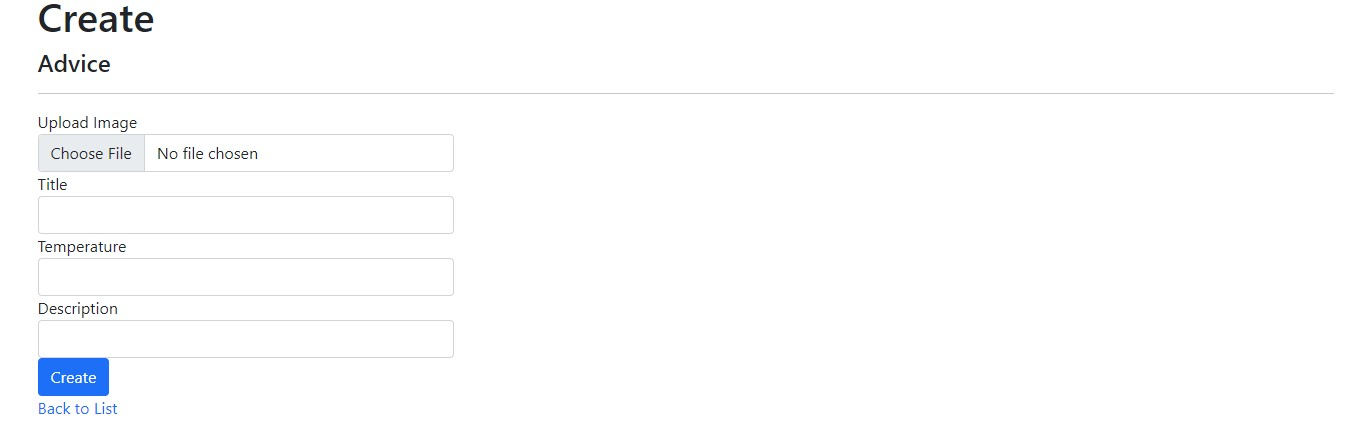 Create
Advice
Upload Image
Choose File No file chosen
Title
Temperature
Description
Create
Back to List